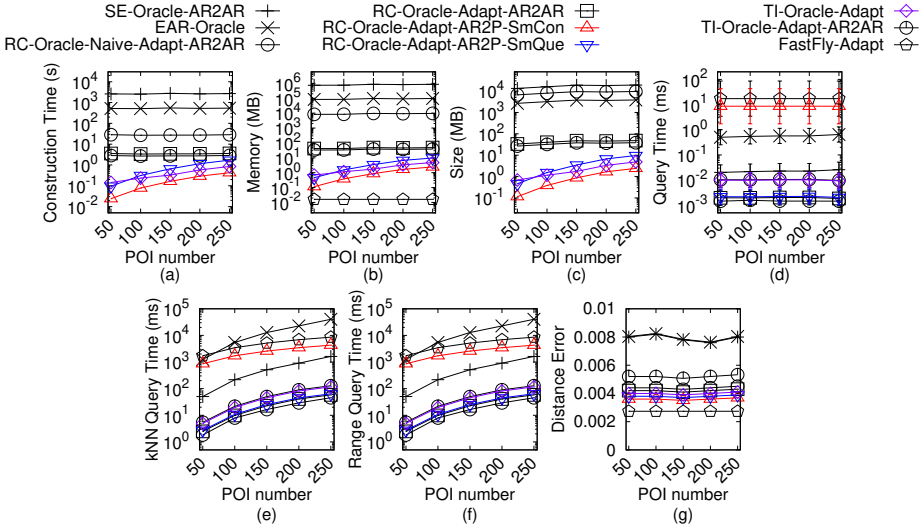 SE-Oracle-AR2AR
EAR-Oracle
RC-Oracle-Naive-Adapt-AR2AR
RC-Oracle-Adapt-AR2AR
RC-Oracle-Adapt-AR2P-SmCon
RC-Oracle-Adapt-AR2P-SmQue
TI-Oracle-Adapt
TI-Oracle-Adapt-AR2AR
FastFly-Adapt
Construction Time (s)
10^4
10^3
10^2
10^1
10^0
10^-1
10^-2
50 100 150 200 250
POI number
(a)
Memory (MB)
10^6
10^5
10^4
10^3
10^2
10^1
10^0
10^-1
10^-2
50 100 150 200 250
POI number
(b)
Size (MB)
10^4
10^3
10^2
10^1
10^0
10^-1
50 100 150 200 250
POI number
(c)
Query Time (ms)
10^2
10^1
10^0
10^-1
10^-2
10^-3
50 100 150 200 250
POI number
(d)
kNN Query Time (ms)
10^5
10^4
10^3
10^2
10^1
10^0
50 100 150 200 250
POI number
(e)
Range Query Time (ms)
10^5
10^4
10^3
10^2
10^1
10^0
50 100 150 200 250
POI number
(f)
Distance Error
0.01
0.008
0.006
0.004
0.002
0
50 100 150 200 250
POI number
(g)